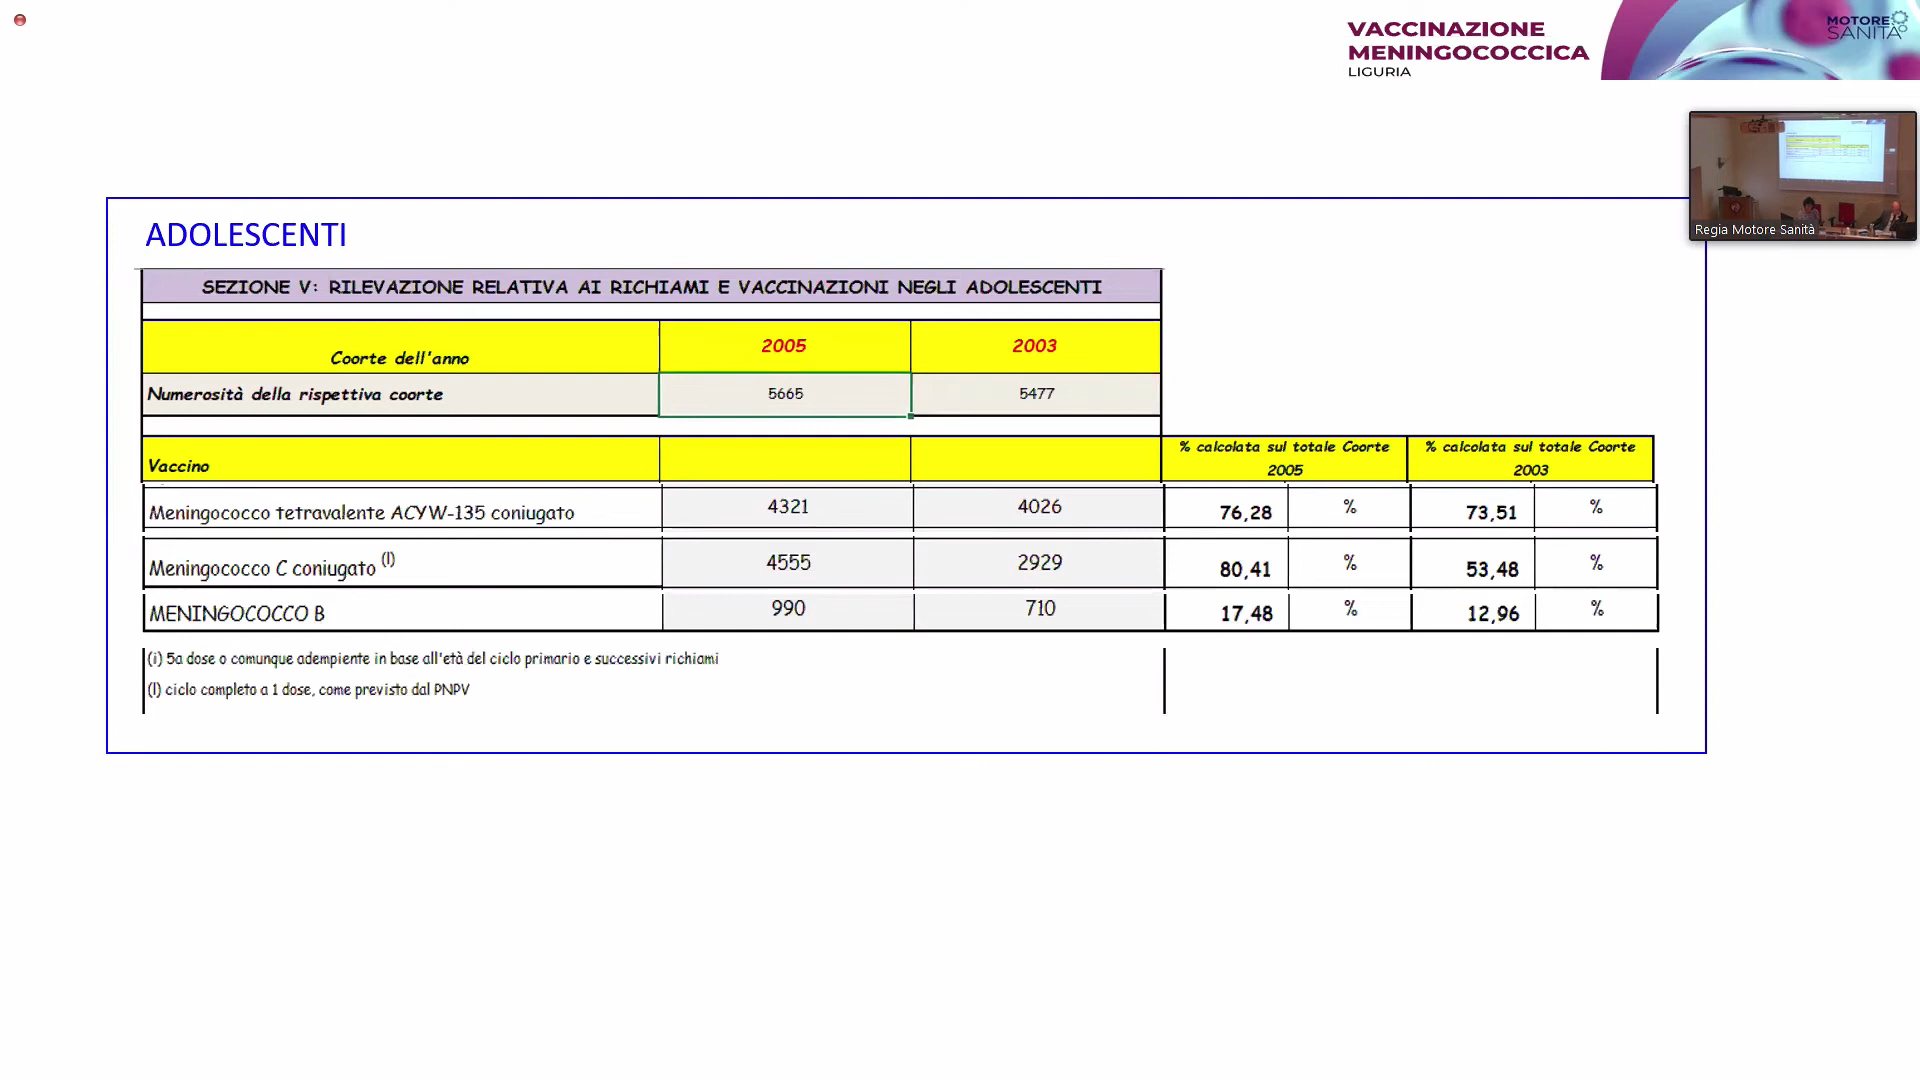 VACCINAZIONE
MENINGOCOCCICA
LIGURIA
MOTORE
SANITÀ
Regia Motore Sanità
ADOLESCENTI
SEZIONE V: RILEVAZIONE RELATIVA AI RICHIAMI E VACCINAZIONI NEGLI ADOLESCENTI
Coorte dell'anno 2005 2003
Numerosità della rispettiva coorte 5665 5477
Vaccino % calcolata sul totale Coorte 2005 % calcolata sul totale Coorte 2003
Meningococco tetravalente ACYW-135 coniugato 4321 4026 76,28 % 73,51 %
Meningococco C coniugato (l) 4555 2929 80,41 % 53,48 %
MENINGOCOCCO B 990 710 17,48 % 12,96 %
(i) 5a dose o comunque adempiente in base all'età del ciclo primario e successivi richiami
(l) ciclo completo a 1 dose, come previsto dal PNPV